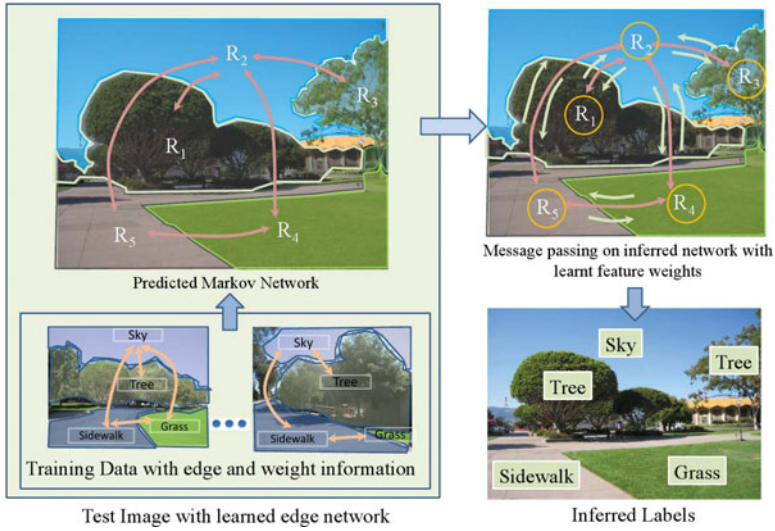 R2
R3
R1
R5
R4
Predicted Markov Network
Sky
Tree
Sidewalk
Grass
Sky
Tree
Sidewalk
Grass
Training Data with edge and weight information
Test Image with learned edge network
R2
R3
R1
R5
R4
Message passing on inferred network with
learnt feature weights
Sky
Tree
Tree
Sidewalk
Grass
Inferred Labels